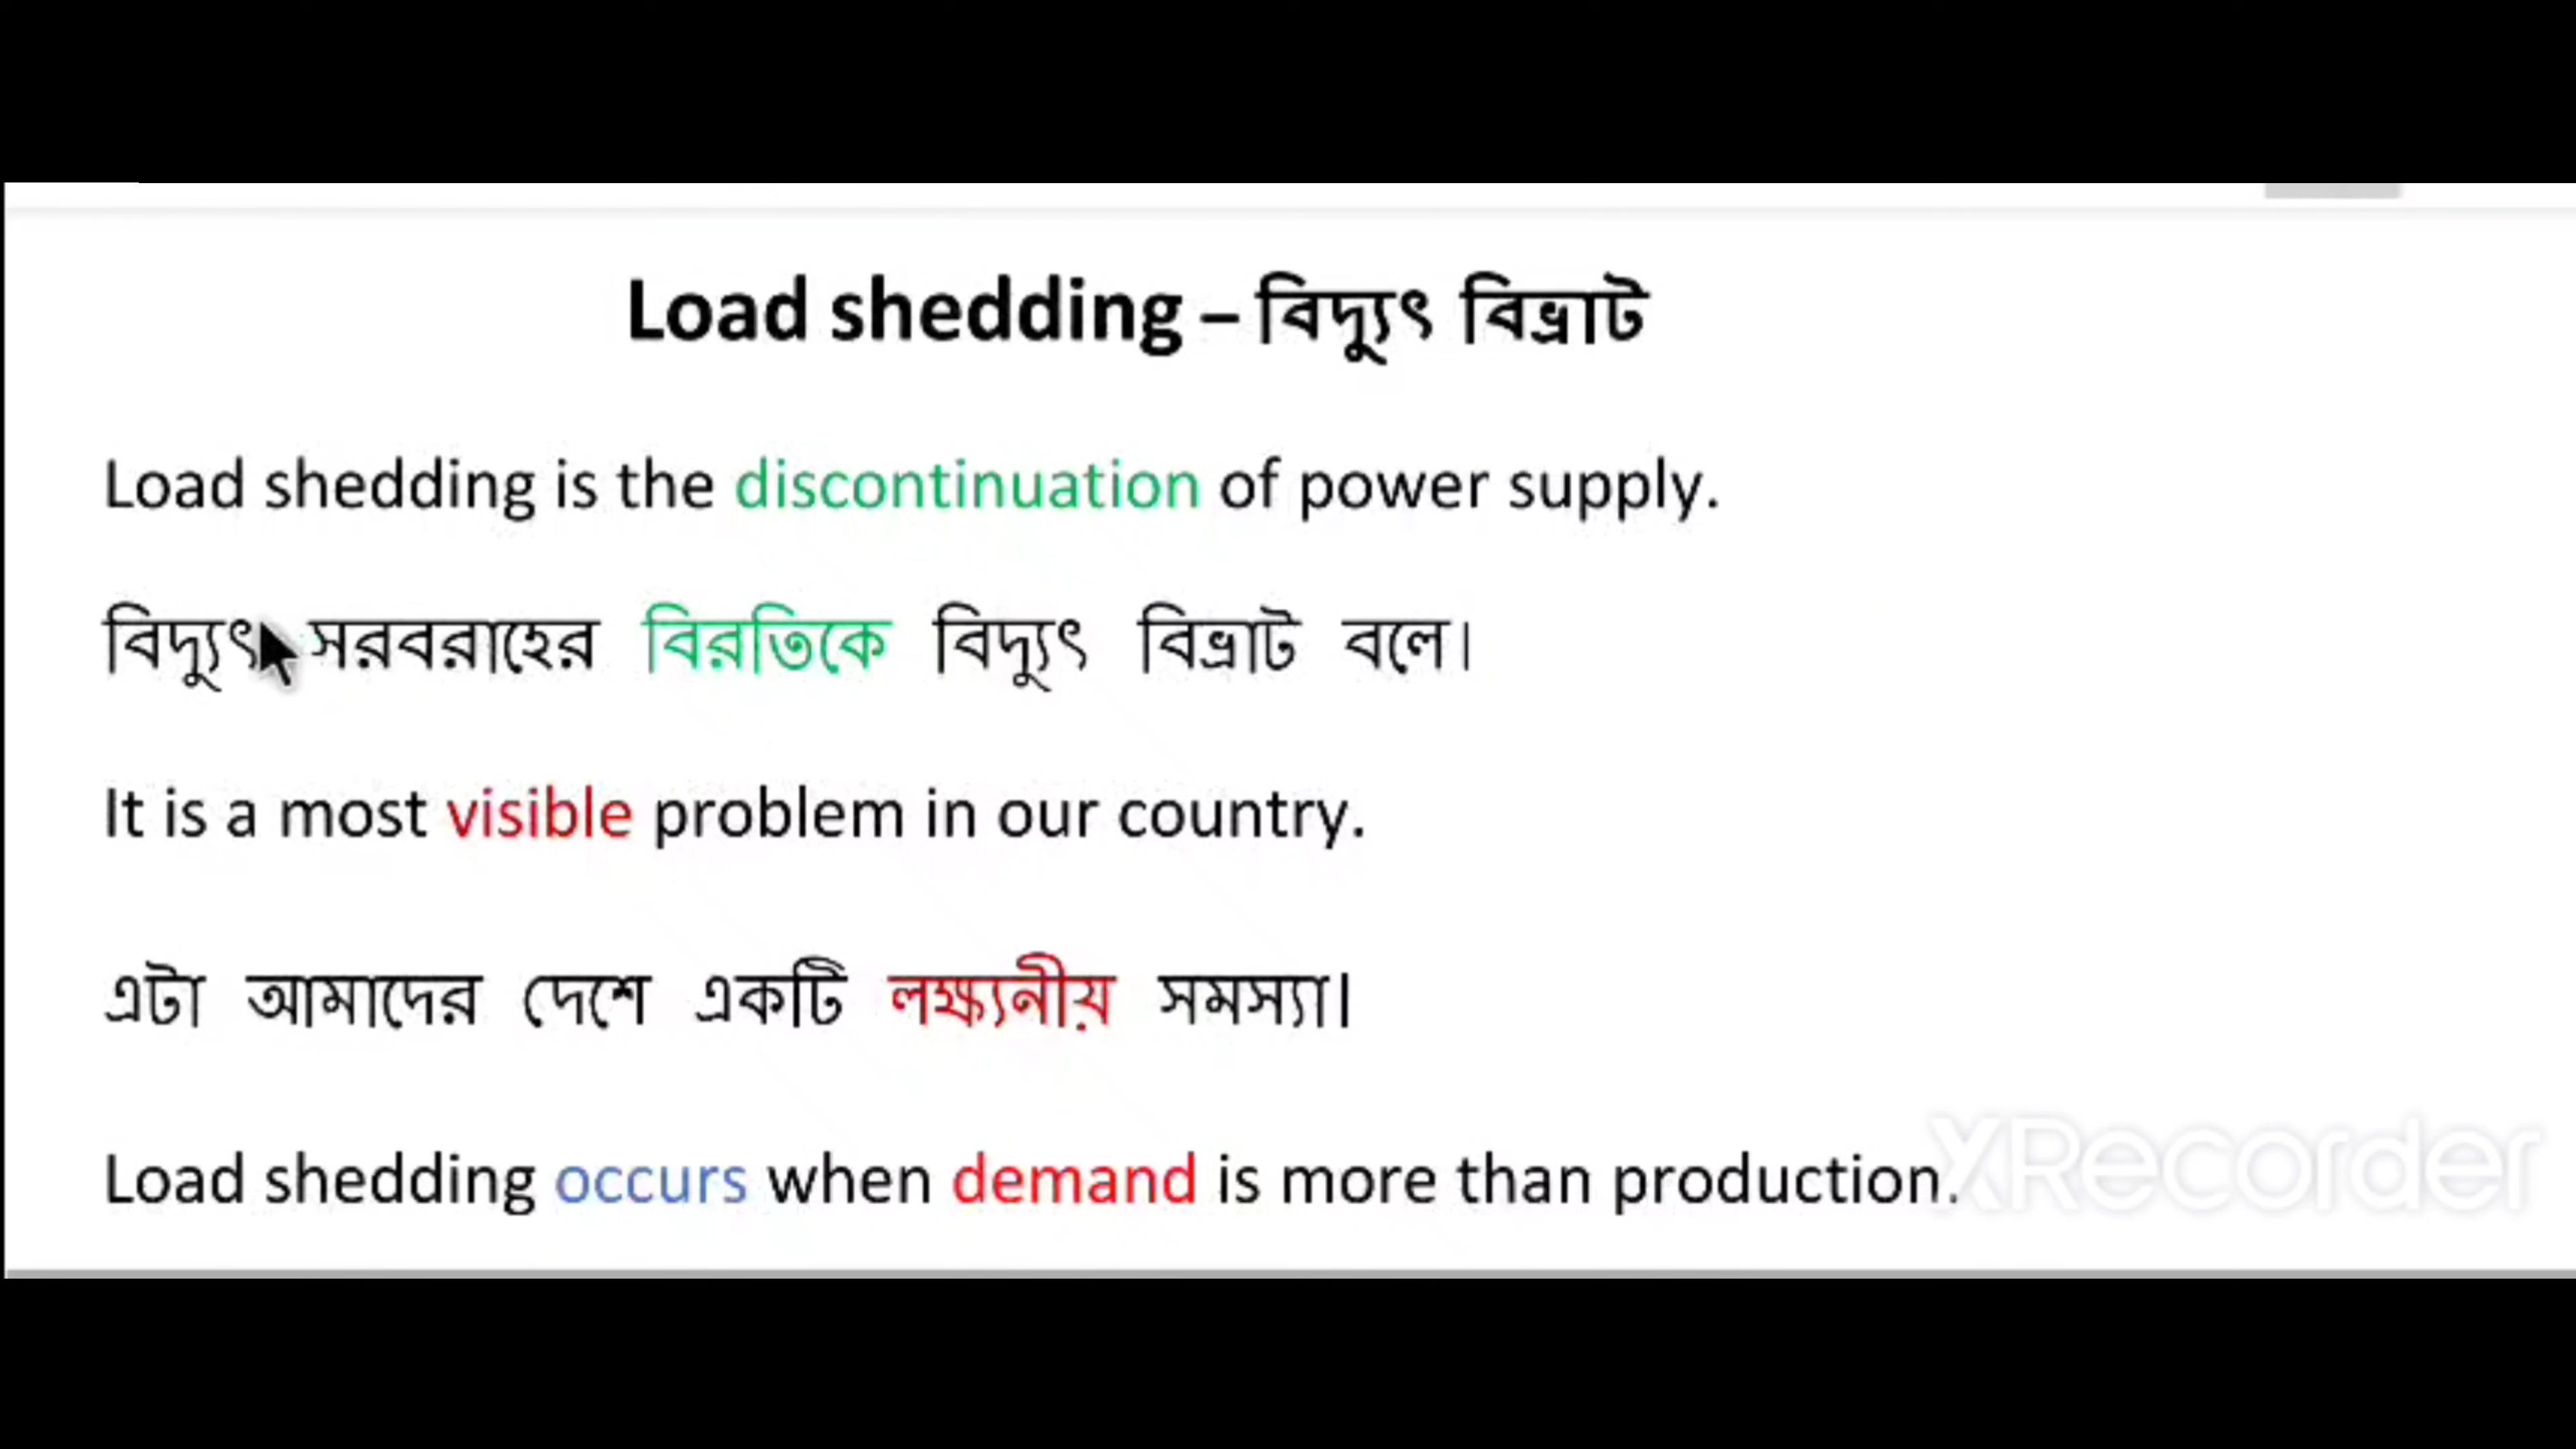 Load shedding – বিদ্যুৎ বিভ্রাট
Load shedding is the discontinuation of power supply.
বিদ্যুৎ সরবরাহের বিরতিকে বিদ্যুৎ বিভ্রাট বলে।
It is a most visible problem in our country.
এটা আমাদের দেশে একটি লক্ষ্যনীয় সমস্যা।
Load shedding occurs when demand is more than production.
XRecorder